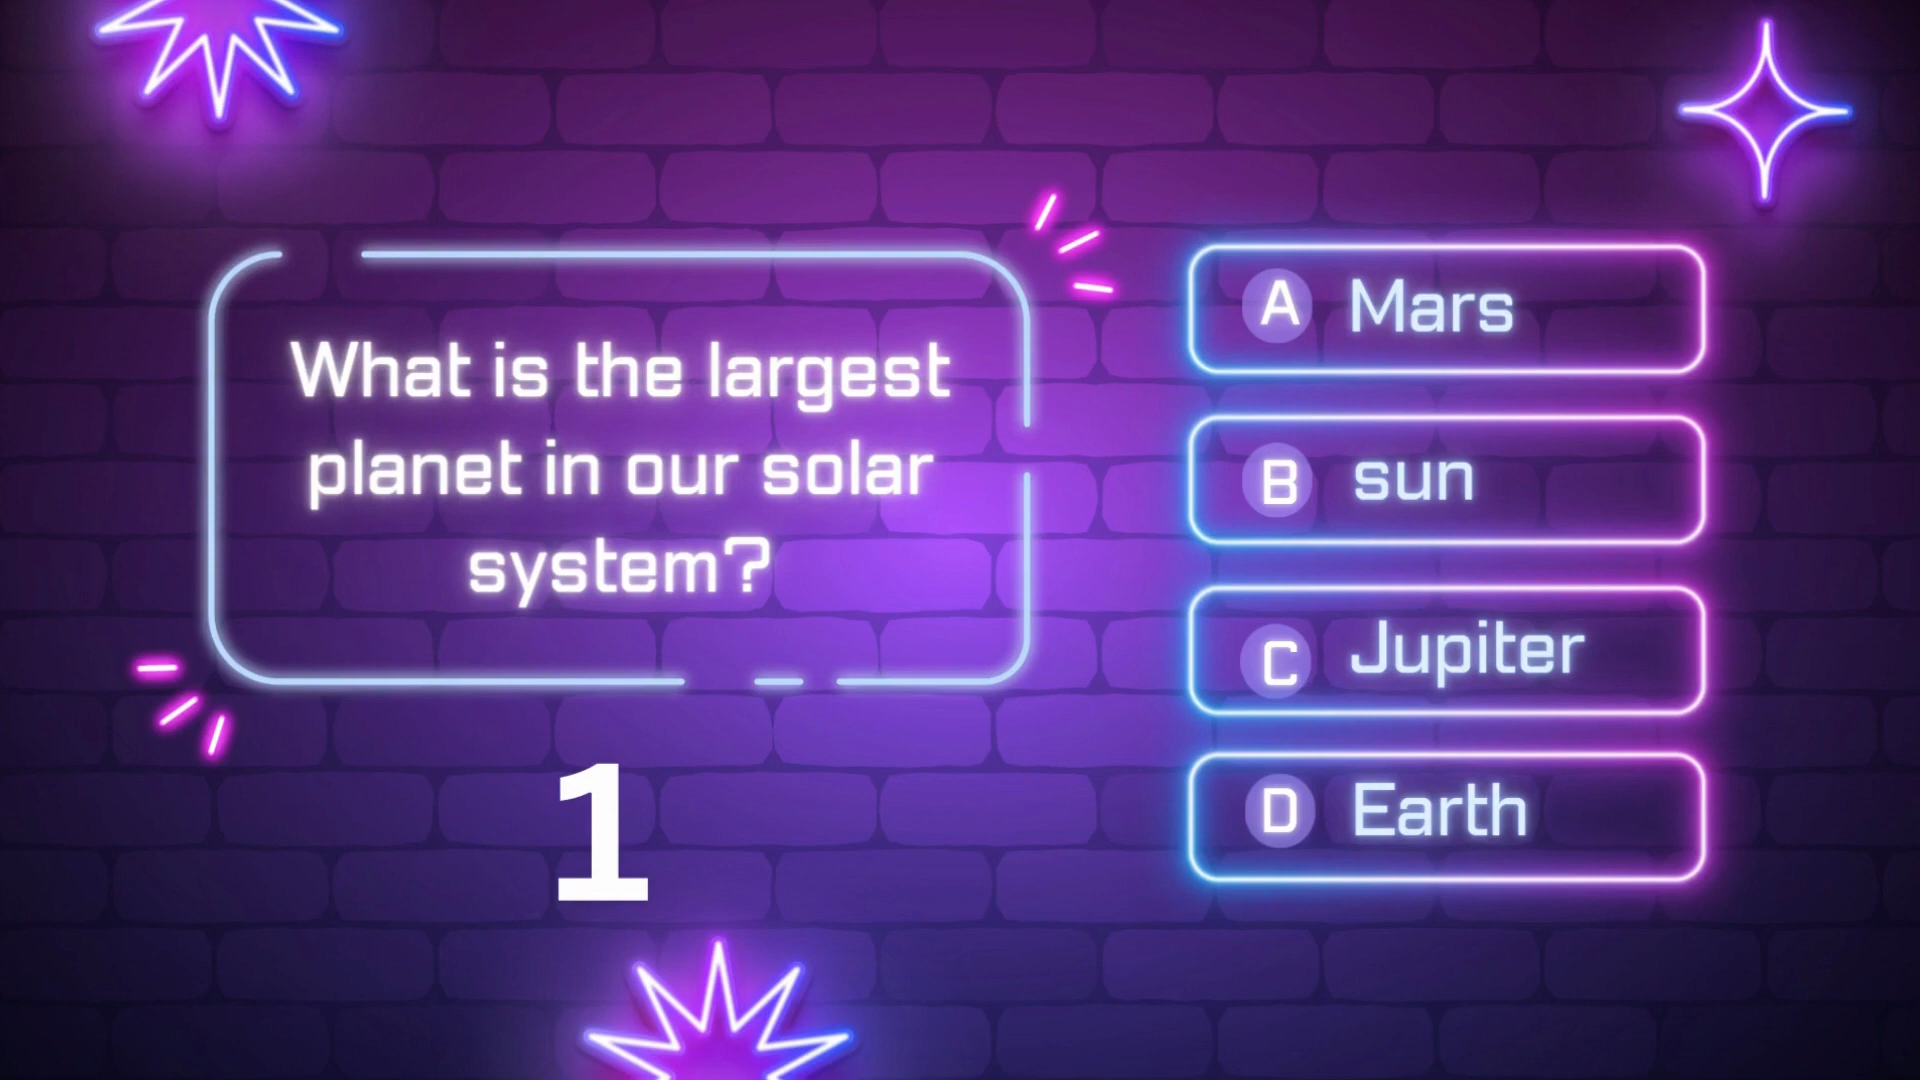 What is the largest
planet in our solar
system?
A Mars
B sun
C Jupiter
D Earth
1